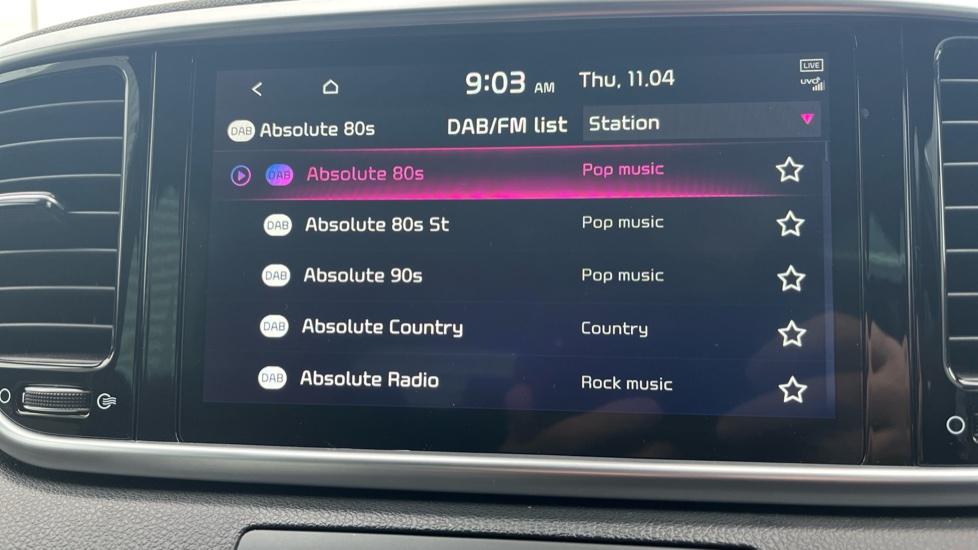 9:03 AM Thu, 11.04 LIVE
UVO
DAB Absolute 80s DAB/FM list Station
DAB Absolute 80s Pop music
DAB Absolute 80s St Pop music
DAB Absolute 90s Pop music
DAB Absolute Country Country
DAB Absolute Radio Rock music